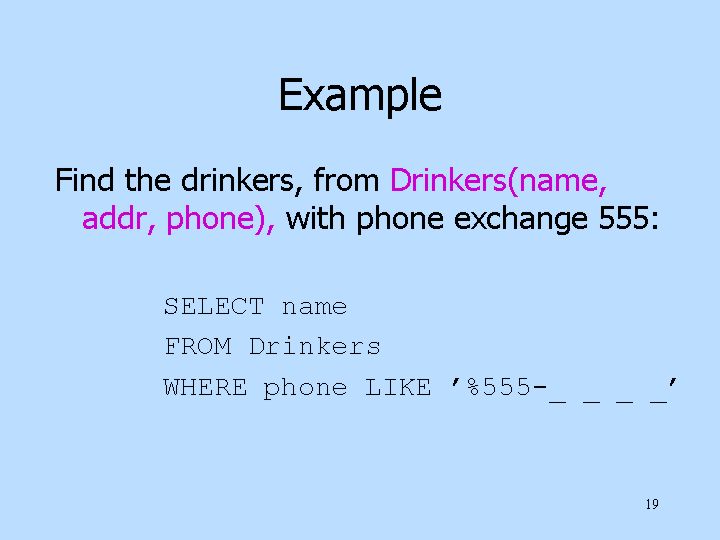 Example
Find the drinkers, from Drinkers(name,
addr, phone), with phone exchange 555:
SELECT name
FROM Drinkers
WHERE phone LIKE ’%555-_ _ _ _’
19